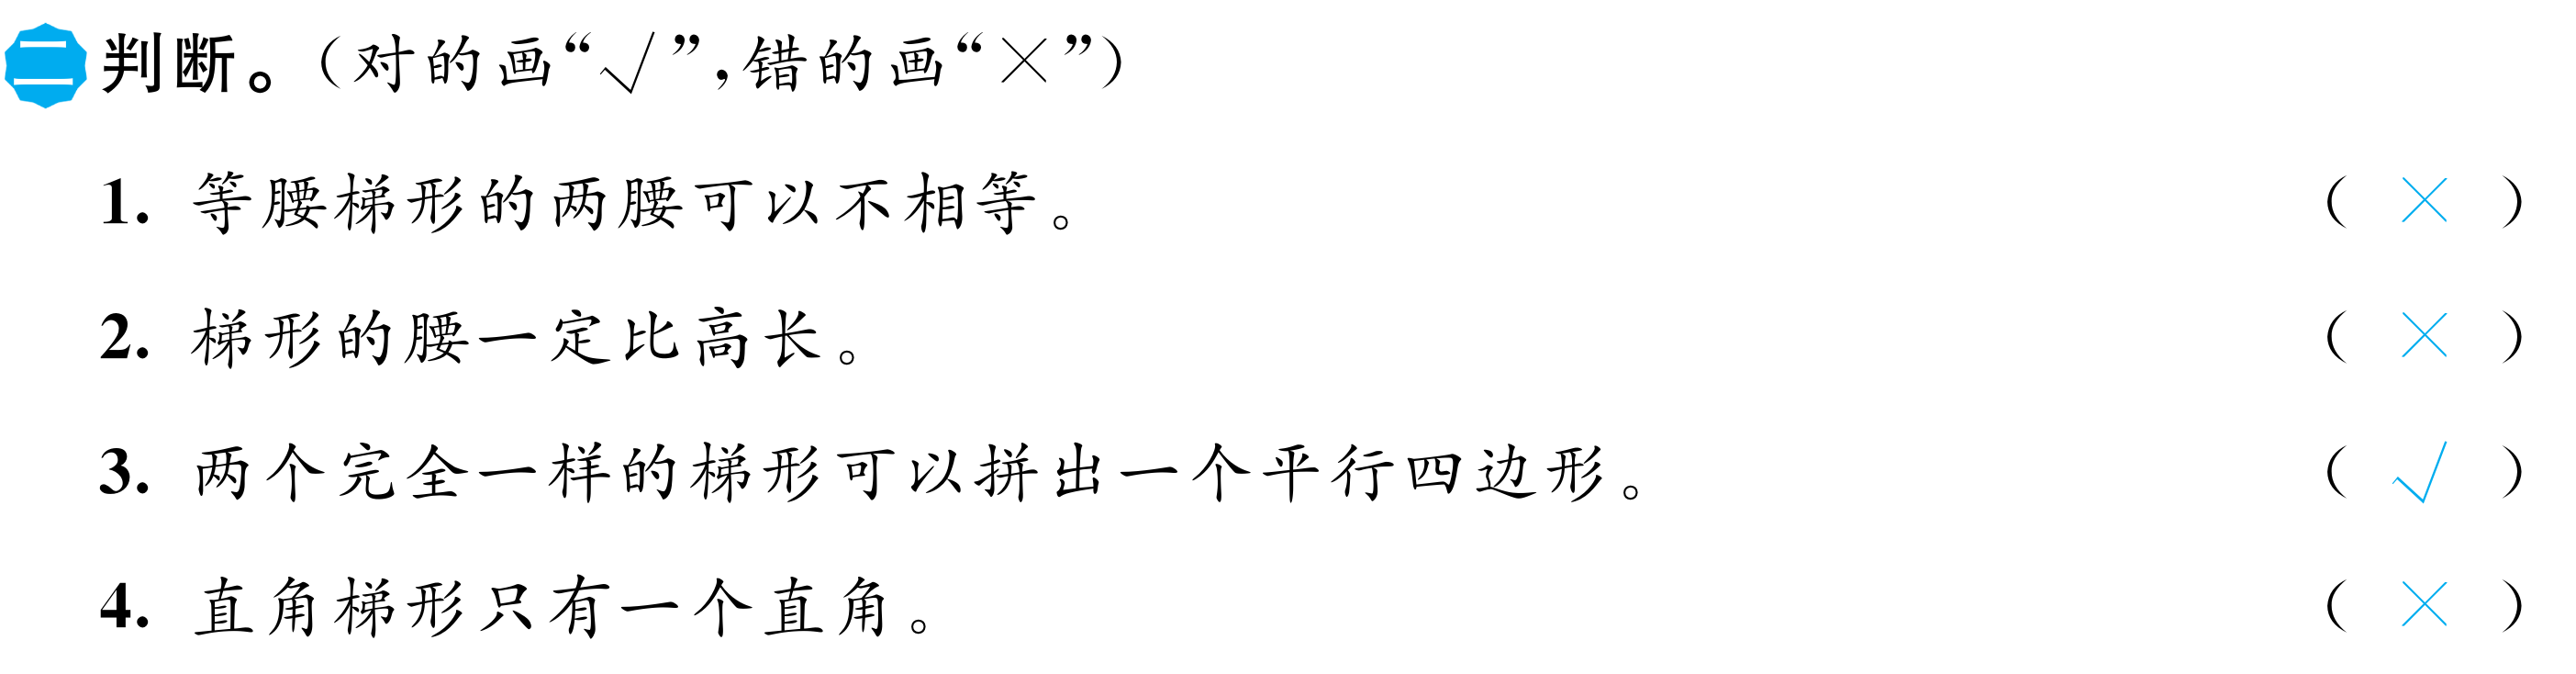 二 判断。(对的画“√”,错的画“×”)
1. 等腰梯形的两腰可以不相等。 ( × )
2. 梯形的腰一定比高长。 ( × )
3. 两个完全一样的梯形可以拼出一个平行四边形。 ( √ )
4. 直角梯形只有一个直角。 ( × )